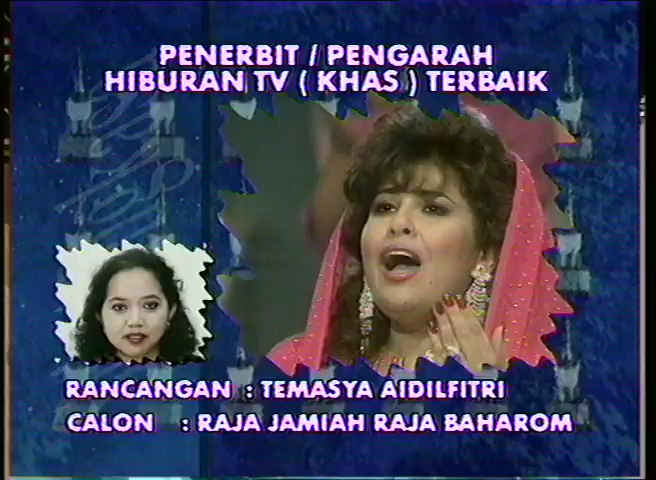 PENERBIT / PENGARAH
HIBURAN TV ( KHAS ) TERBAIK
RANCANGAN : TEMASYA AIDILFITRI
CALON : RAJA JAMIAH RAJA BAHAROM